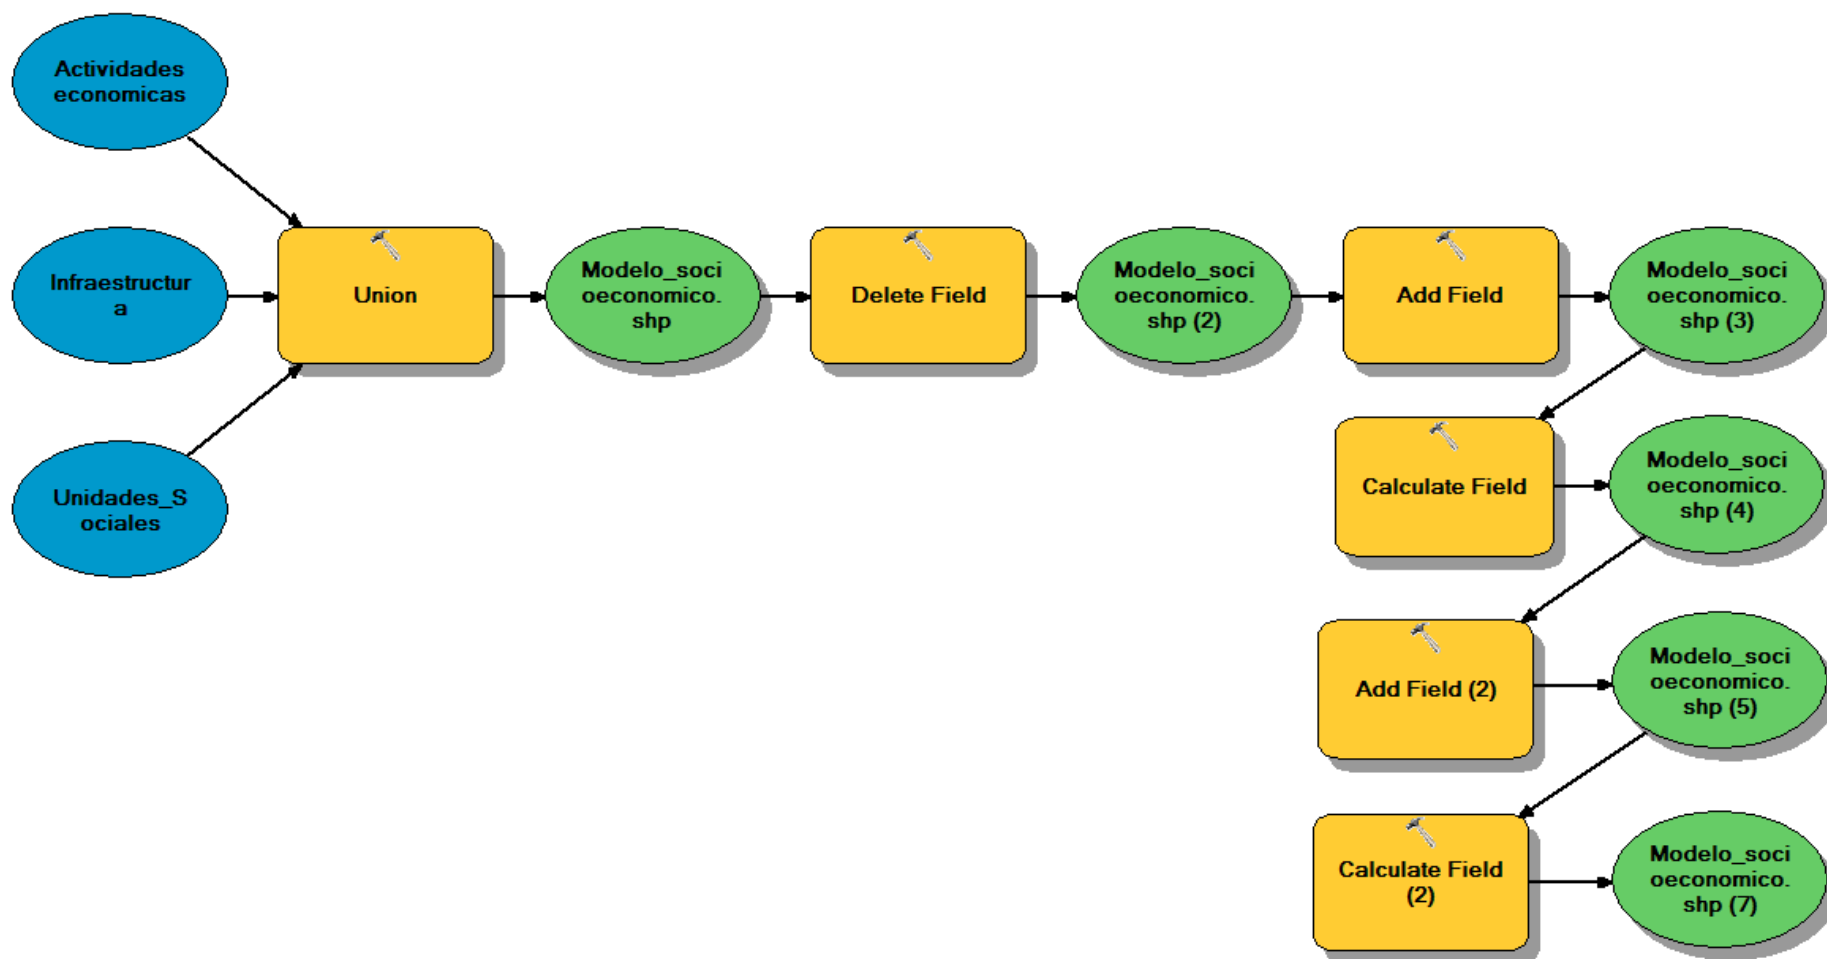 Actividades
economicas
Infraestructur
a
Unidades_S
ociales
Union
Modelo_soci
oeconomico.
shp
Delete Field
Modelo_soci
oeconomico.
shp (2)
Add Field
Modelo_soci
oeconomico.
shp (3)
Calculate Field
Modelo_soci
oeconomico.
shp (4)
Add Field (2)
Modelo_soci
oeconomico.
shp (5)
Calculate Field
(2)
Modelo_soci
oeconomico.
shp (7)